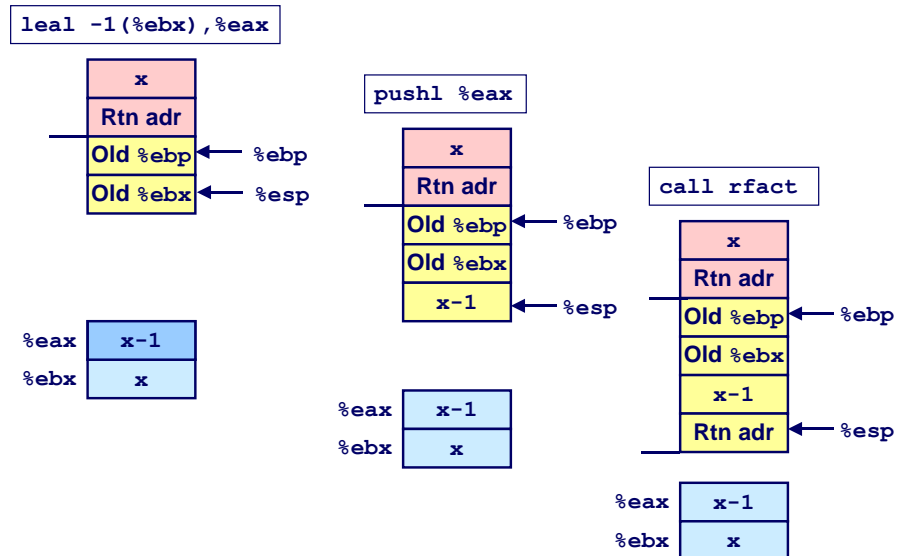 leal -1(%ebx),%eax
x
Rtn adr
Old %ebp
%ebp
Old %ebx
%esp
%eax
x-1
%ebx
x
pushl %eax
x
Rtn adr
Old %ebp
%ebp
Old %ebx
x-1
%esp
%eax
x-1
%ebx
x
call rfact
x
Rtn adr
Old %ebp
%ebp
Old %ebx
x-1
Rtn adr
%esp
%eax
x-1
%ebx
x